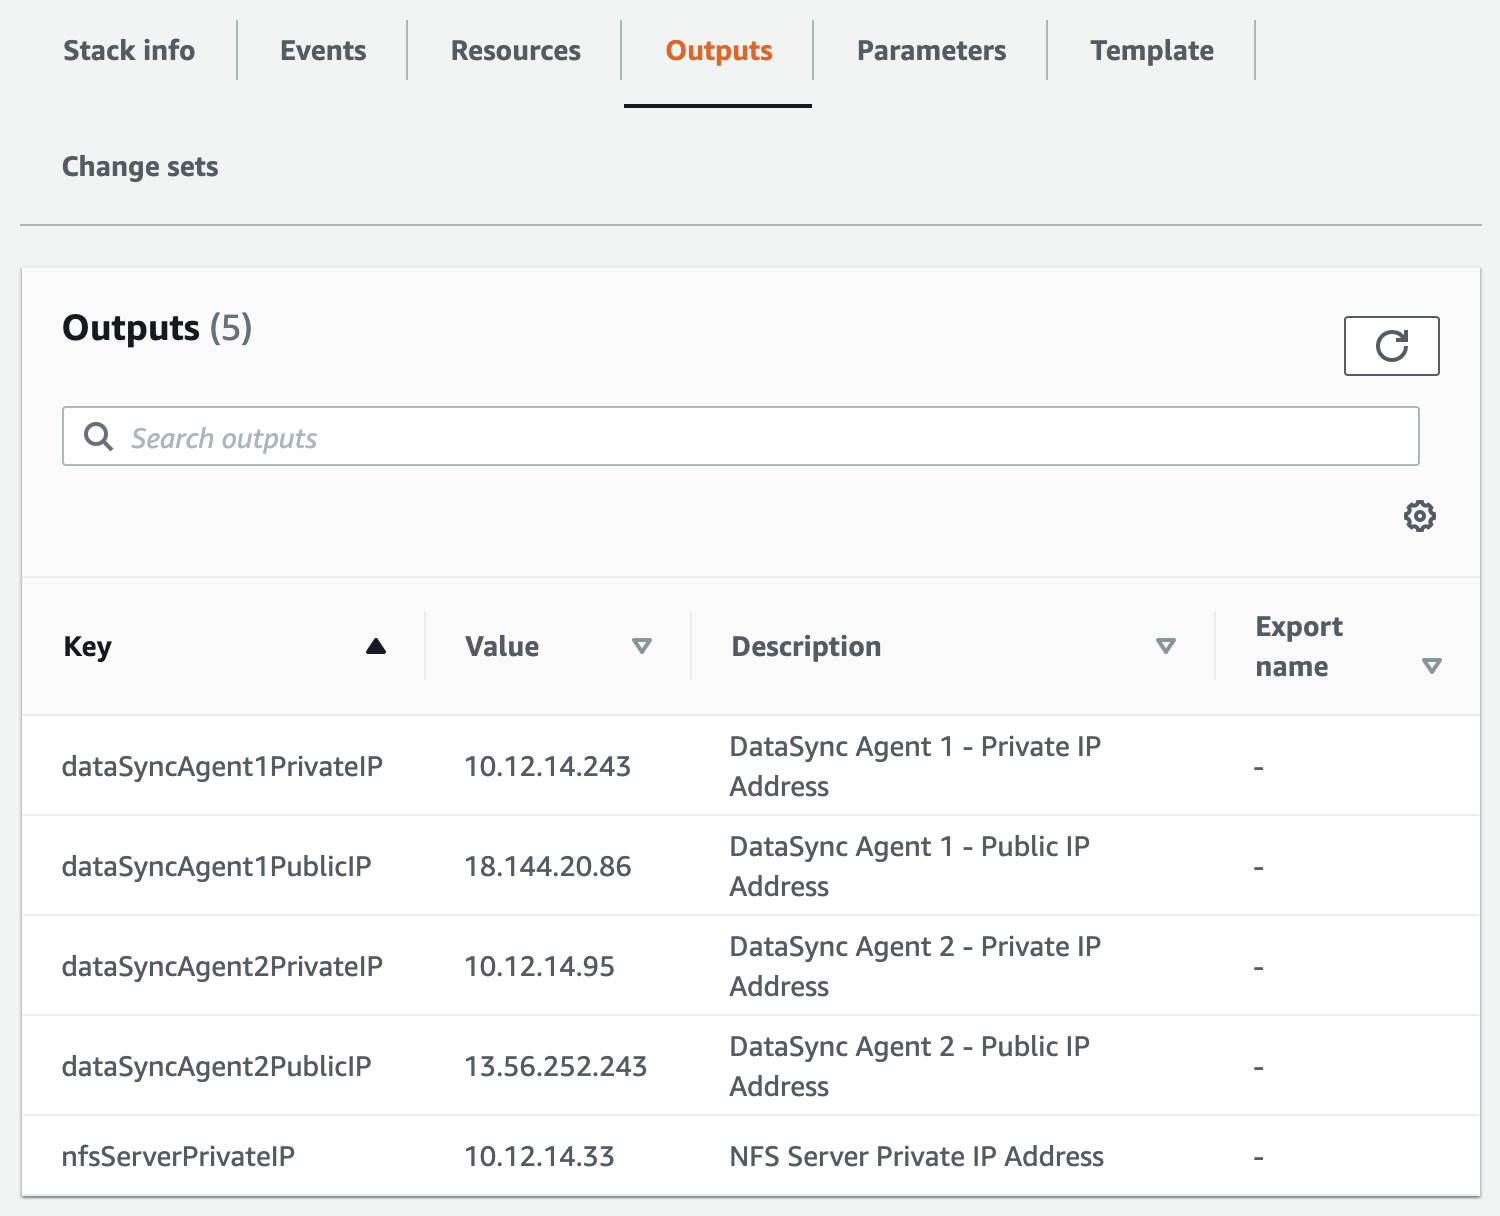 Stack info Events Resources Outputs Parameters Template
Change sets
Outputs (5)
Search outputs
Key Value Description Export name
dataSyncAgent1PrivateIP 10.12.14.243 DataSync Agent 1 - Private IP Address -
dataSyncAgent1PublicIP 18.144.20.86 DataSync Agent 1 - Public IP Address -
dataSyncAgent2PrivateIP 10.12.14.95 DataSync Agent 2 - Private IP Address -
dataSyncAgent2PublicIP 13.56.252.243 DataSync Agent 2 - Public IP Address -
nfsServerPrivateIP 10.12.14.33 NFS Server Private IP Address -